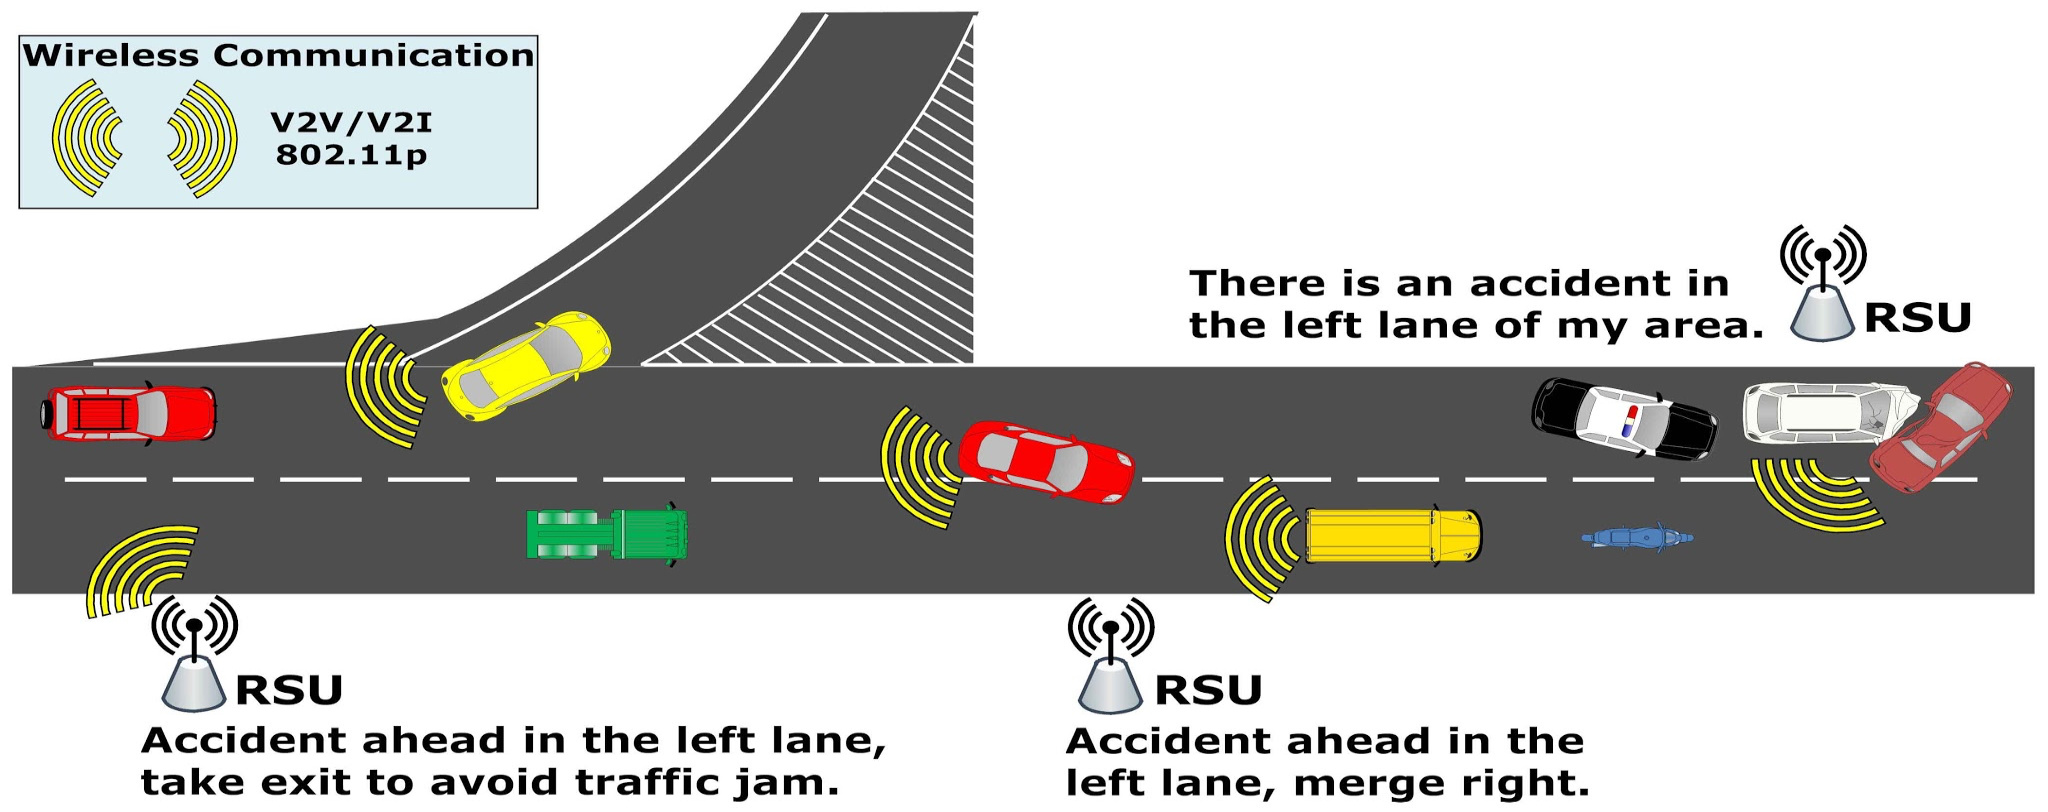 Wireless Communication
V2V/V2I
802.11p
There is an accident in
the left lane of my area.
RSU
RSU
Accident ahead in the left lane,
take exit to avoid traffic jam.
RSU
Accident ahead in the
left lane, merge right.